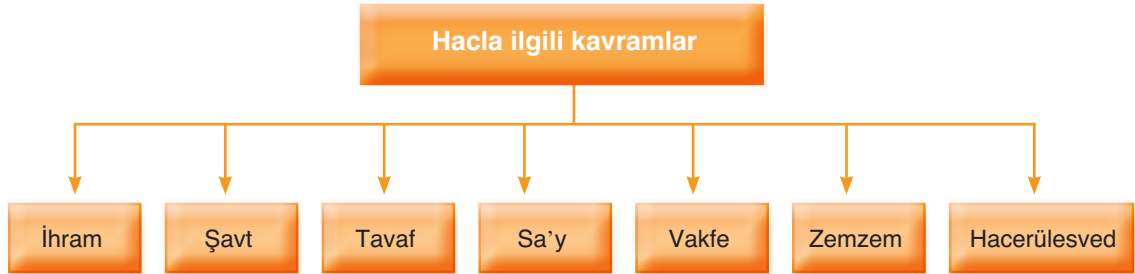 Hacla ilgili kavramlar
İhram
Şavt
Tavaf
Sa’y
Vakfe
Zemzem
Hacerülesved